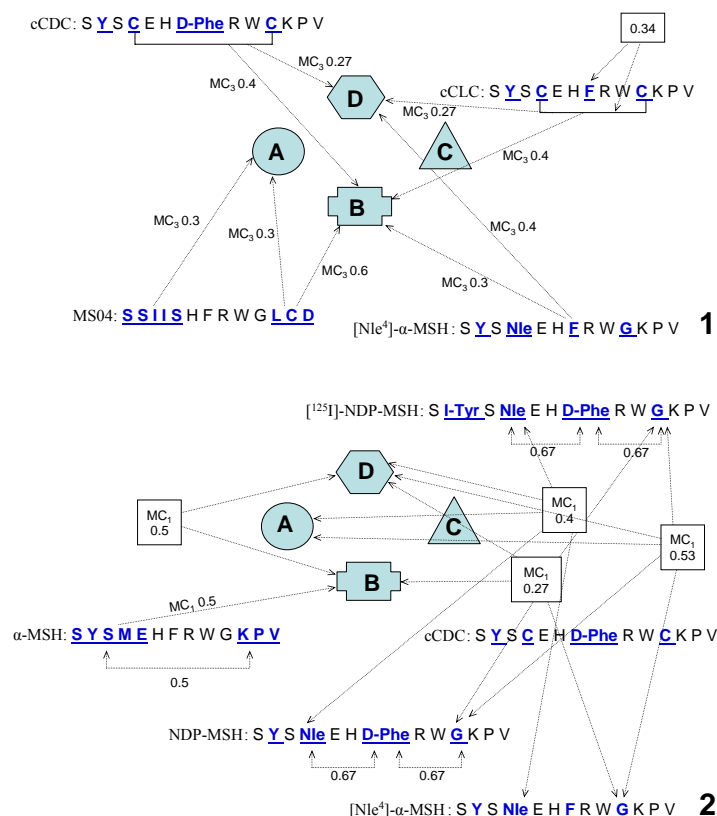 cCDC: S Y S C E H D-Phe R W C K P V
0.34
MC3 0.27
MC3 0.4
D
cCLC: S Y S C E H F R W C K P V
MC3 0.27
A
C
MC3 0.4
B
MC3 0.3
MC3 0.3
MC3 0.4
MC3 0.6
MC3 0.3
MS04: S S I I S H F R W G L C D
[Nle4]-α-MSH: S Y S Nle E H F R W G K P V
1
[125I]-NDP-MSH: S I-Tyr S Nle E H D-Phe R W G K P V
0.67
0.67
D
MC1
0.5
A
C
MC1
0.4
MC1
0.53
B
MC1
0.27
MC1 0.5
α-MSH: S Y S M E H F R W G K P V
cCDC: S Y S C E H D-Phe R W C K P V
0.5
NDP-MSH: S Y S Nle E H D-Phe R W G K P V
0.67
0.67
[Nle4]-α-MSH: S Y S Nle E H F R W G K P V
2